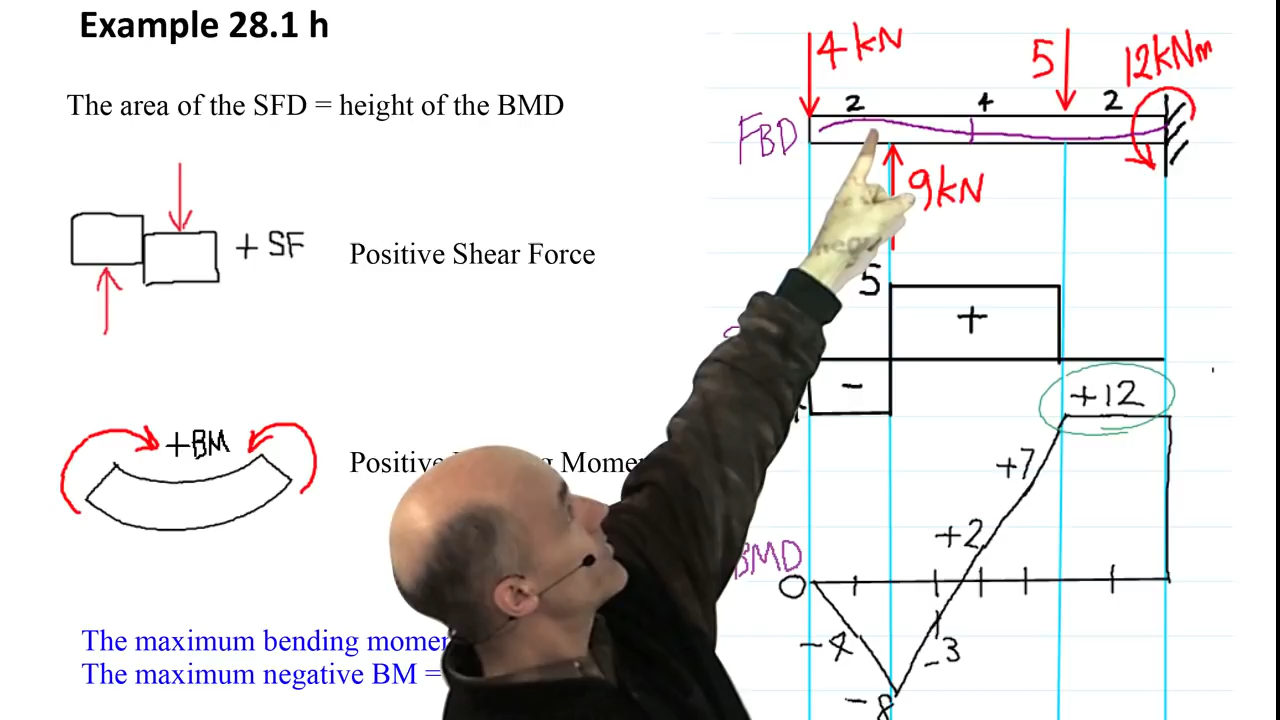 Example 28.1 h
The area of the SFD = height of the BMD
+ SF
Positive Shear Force
+BM
Positive
Mome
The maximum bending
The maximum negative BM =
4 kN
5
12kNm
2
4
2
FBD
9kN
5
+
-
+12
+7
+2
BMD
0
-4
-3
-8